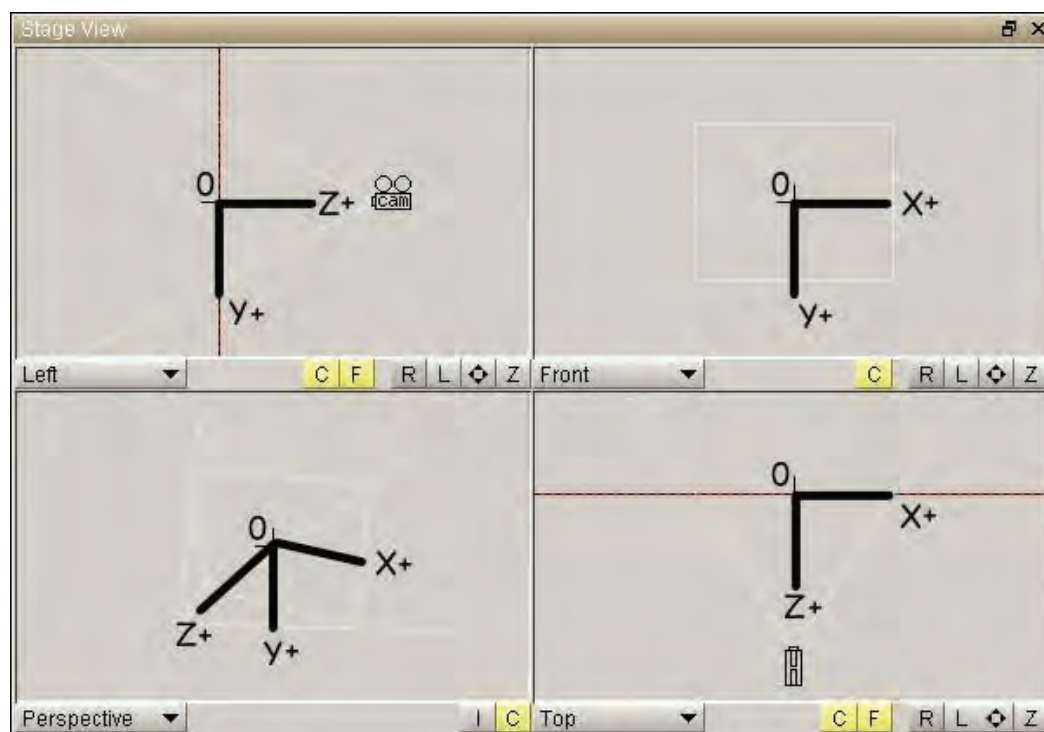 Stage View
0
Z+
cam
Y+
0
X+
Y+
Left C F R L Z
Front C R L Z
0
X+
Z+
Y+
0
X+
Z+
Perspective I C
Top C F R L Z